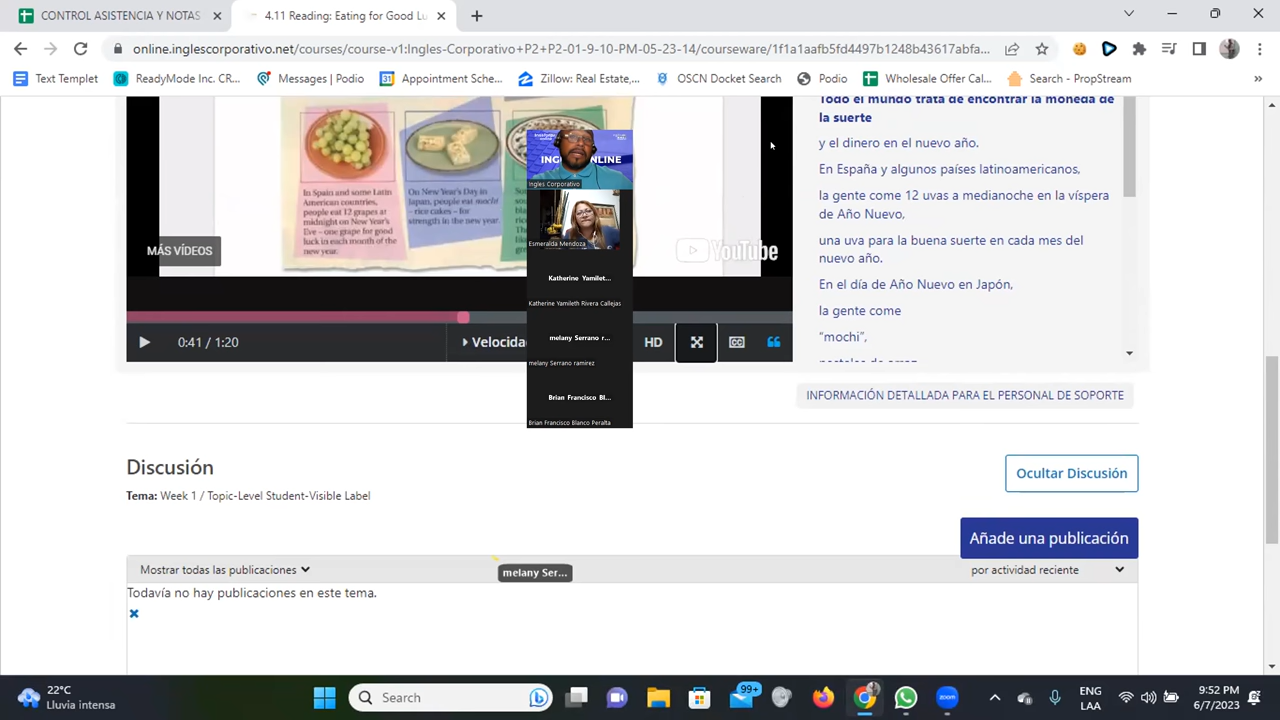 CONTROL ASISTENCIA Y NOTAS
4.11 Reading: Eating for Good Lu
online.inglescorporativo.net/courses/course-v1:Ingles-Corporativo+P2+P2-01-9-10-PM-05-23-14/courseware/1f1a1aafb5fd4497b1248b43617abfa...
Text Templet
ReadyMode Inc. CR...
Messages | Podio
Appointment Sche...
Zillow: Real Estate,...
OSCN Docket Search
Podio
Wholesale Offer Cal...
Search - PropStream
In Spain and some Latin
American countries,
people eat 12 grapes at
midnight on New Year's
Eve – one grape for good
luck in each month of the
new year.
On New Year's Day in
Japan, people eat mochi
– rice cakes – for
strength in the new year.
MÁS VÍDEOS
YouTube
0:41 / 1:20
Velocida
HD
INGL
ONLINE
Ingles Corporativo
Esmeralda Mendoza
Katherine Yamilet...
Katherine Yamileth Rivera Callejas
melany Serrano r...
melany Serrano ramirez
Brian Francisco Bl...
Brian Francisco Blanco Peralta
Todo el mundo trata de encontrar la moneda de
la suerte
y el dinero en el nuevo año.
En España y algunos países latinoamericanos,
la gente come 12 uvas a medianoche en la víspera
de Año Nuevo,
una uva para la buena suerte en cada mes del
nuevo año.
En el día de Año Nuevo en Japón,
la gente come
“mochi”,
INFORMACIÓN DETALLADA PARA EL PERSONAL DE SOPORTE
Discusión
Ocultar Discusión
Tema: Week 1 / Topic-Level Student-Visible Label
Añade una publicación
Mostrar todas las publicaciones
melany Ser...
por actividad reciente
Todavía no hay publicaciones en este tema.
22°C
Lluvia intensa
Search
99+
ENG
LAA
9:52 PM
6/7/2023